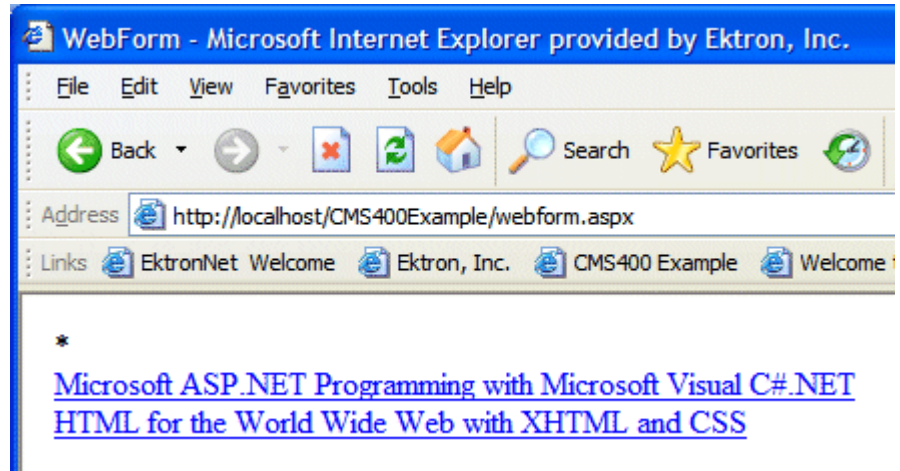 WebForm - Microsoft Internet Explorer provided by Ektron, Inc.
File Edit View Favorites Tools Help
Back Search Favorites
Address http://localhost/CMS400Example/webform.aspx
Links EktronNet Welcome Ektron, Inc. CMS400 Example Welcome
*
Microsoft ASP.NET Programming with Microsoft Visual C#.NET
HTML for the World Wide Web with XHTML and CSS